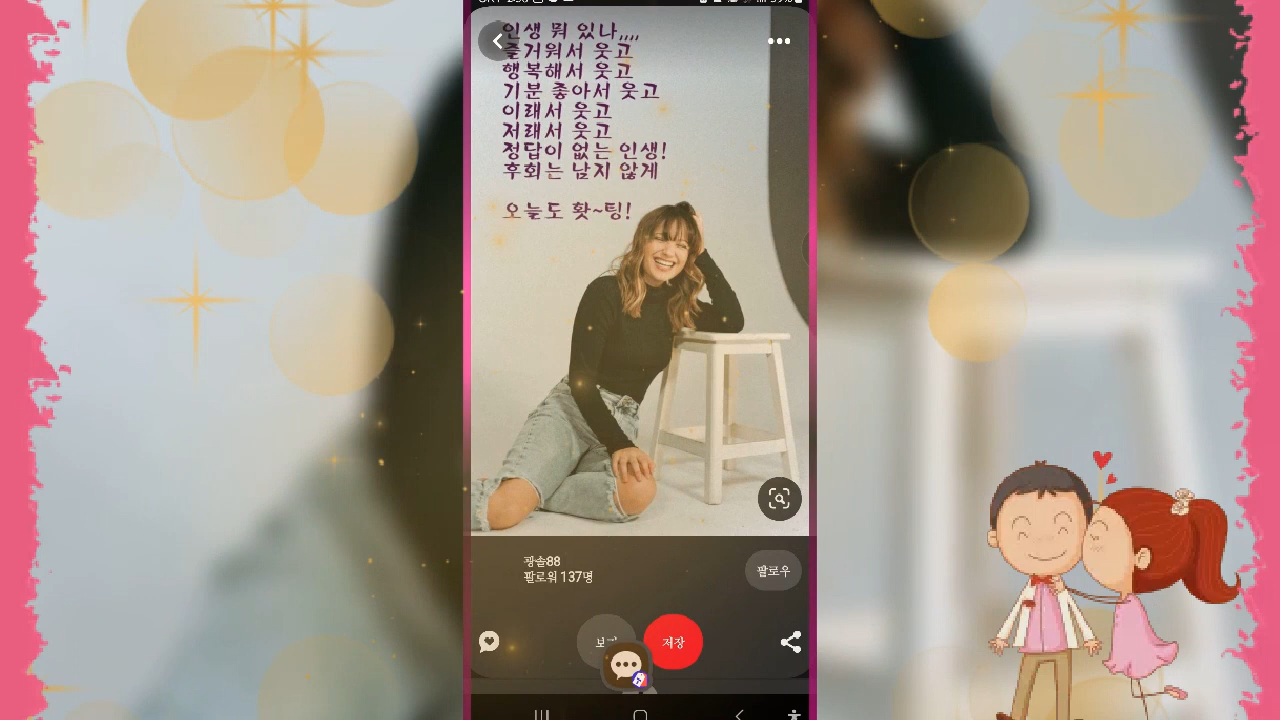 인생 뭐 있나,,,,
즐거워서 웃고
행복해서 웃고
기분 좋아서 웃고
이래서 웃고
저래서 웃고
정답이 없는 인생!
후회는 남지 않게
오늘도 홧~팅!
광솔88
팔로워 137명
팔로우
저장